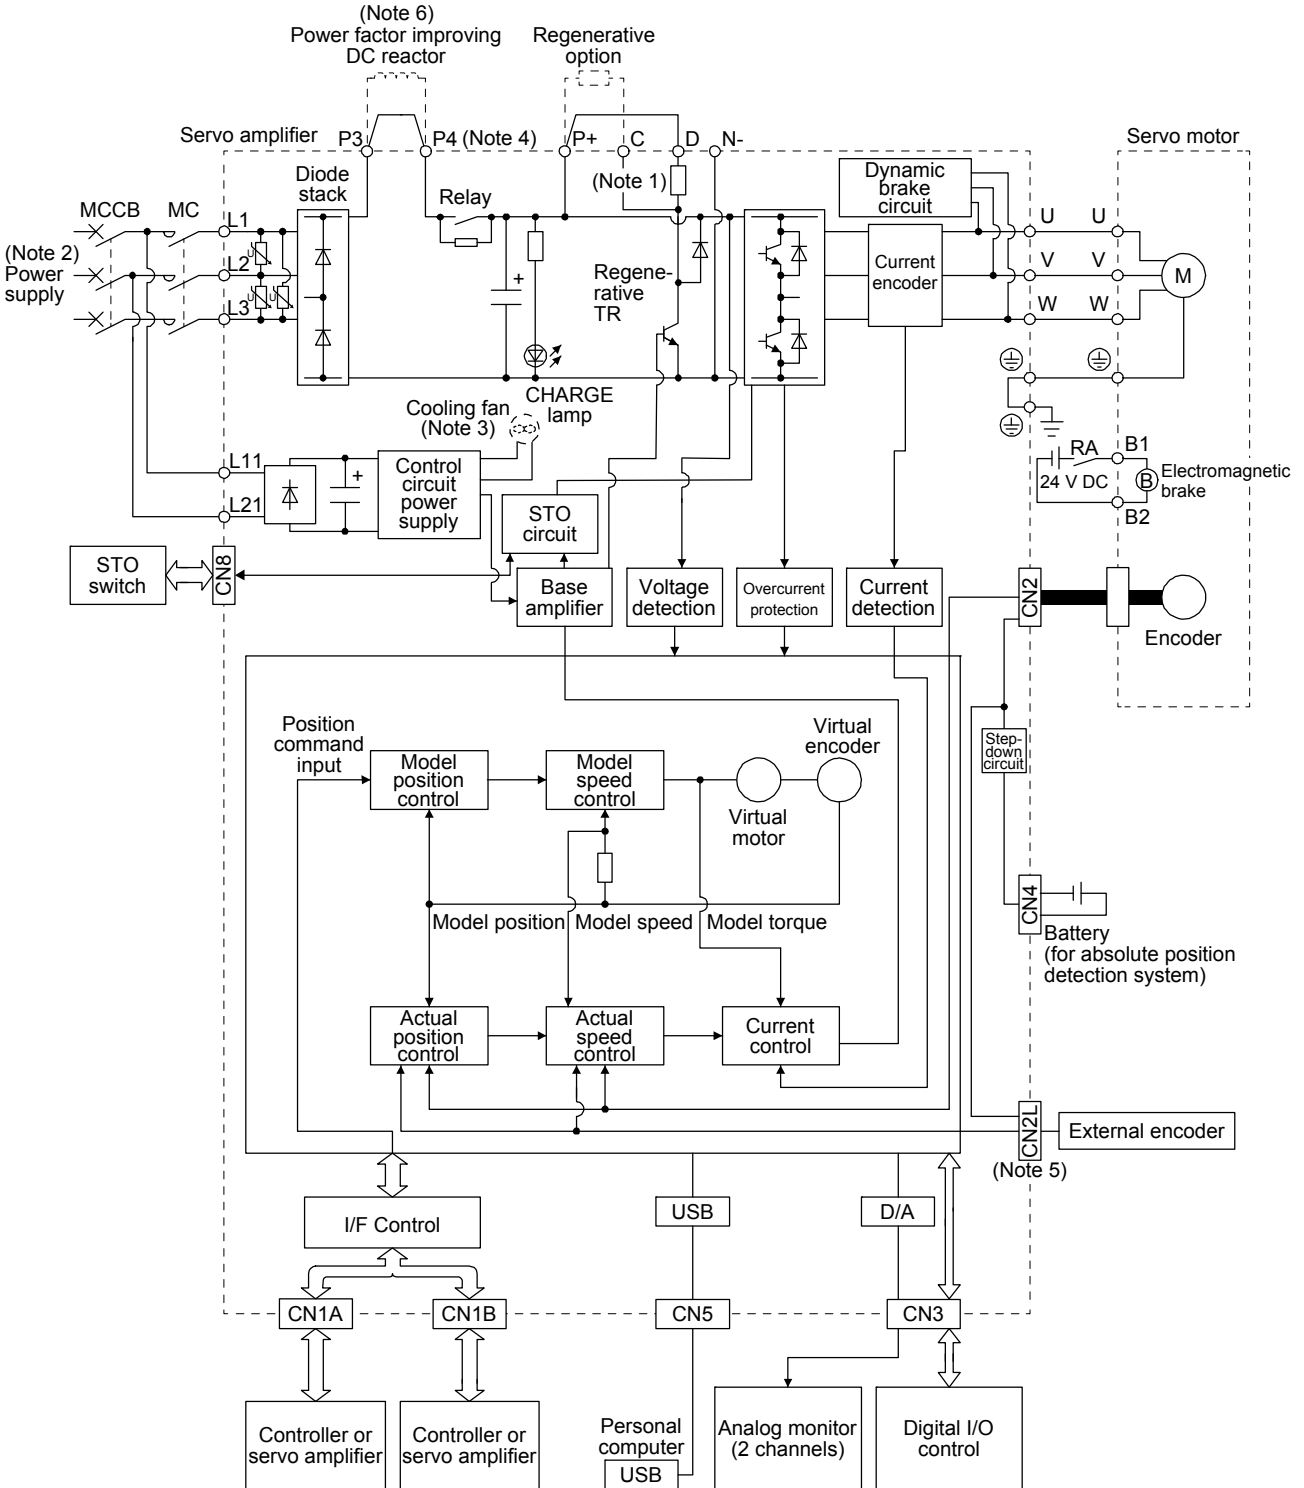 (Note 6)
Power factor improving
DC reactor
Regenerative
option
Servo amplifier
P3
P4 (Note 4)
P+
C
D
N-
Servo motor
Diode
stack
(Note 1)
Dynamic
brake
circuit
Relay
MCCB
MC
L1
U
U
(Note 2)
Power
supply
L2
U
U
U
L3
+
Regene-
rative
TR
Current
encoder
V
V
M
W
W
CHARGE
lamp
Cooling fan
(Note 3)
RA
B1
24 V DC
B
Electromagnetic
brake
B2
L11
+
Control
circuit
power
supply
L21
STO
circuit
STO
switch
CN8
Base
amplifier
Voltage
detection
Overcurrent
protection
Current
detection
CN2
Encoder
Position
command
input
Virtual
encoder
Step-
down
circuit
Model
position
control
Model
speed
control
Virtual
motor
Model position
Model speed
Model torque
CN4
Battery
(for absolute position
detection system)
Actual
position
control
Actual
speed
control
Current
control
CN2L
External encoder
(Note 5)
I/F Control
USB
D/A
CN1A
CN1B
CN5
CN3
Controller or
servo amplifier
Controller or
servo amplifier
Personal
computer
USB
Analog monitor
(2 channels)
Digital I/O
control